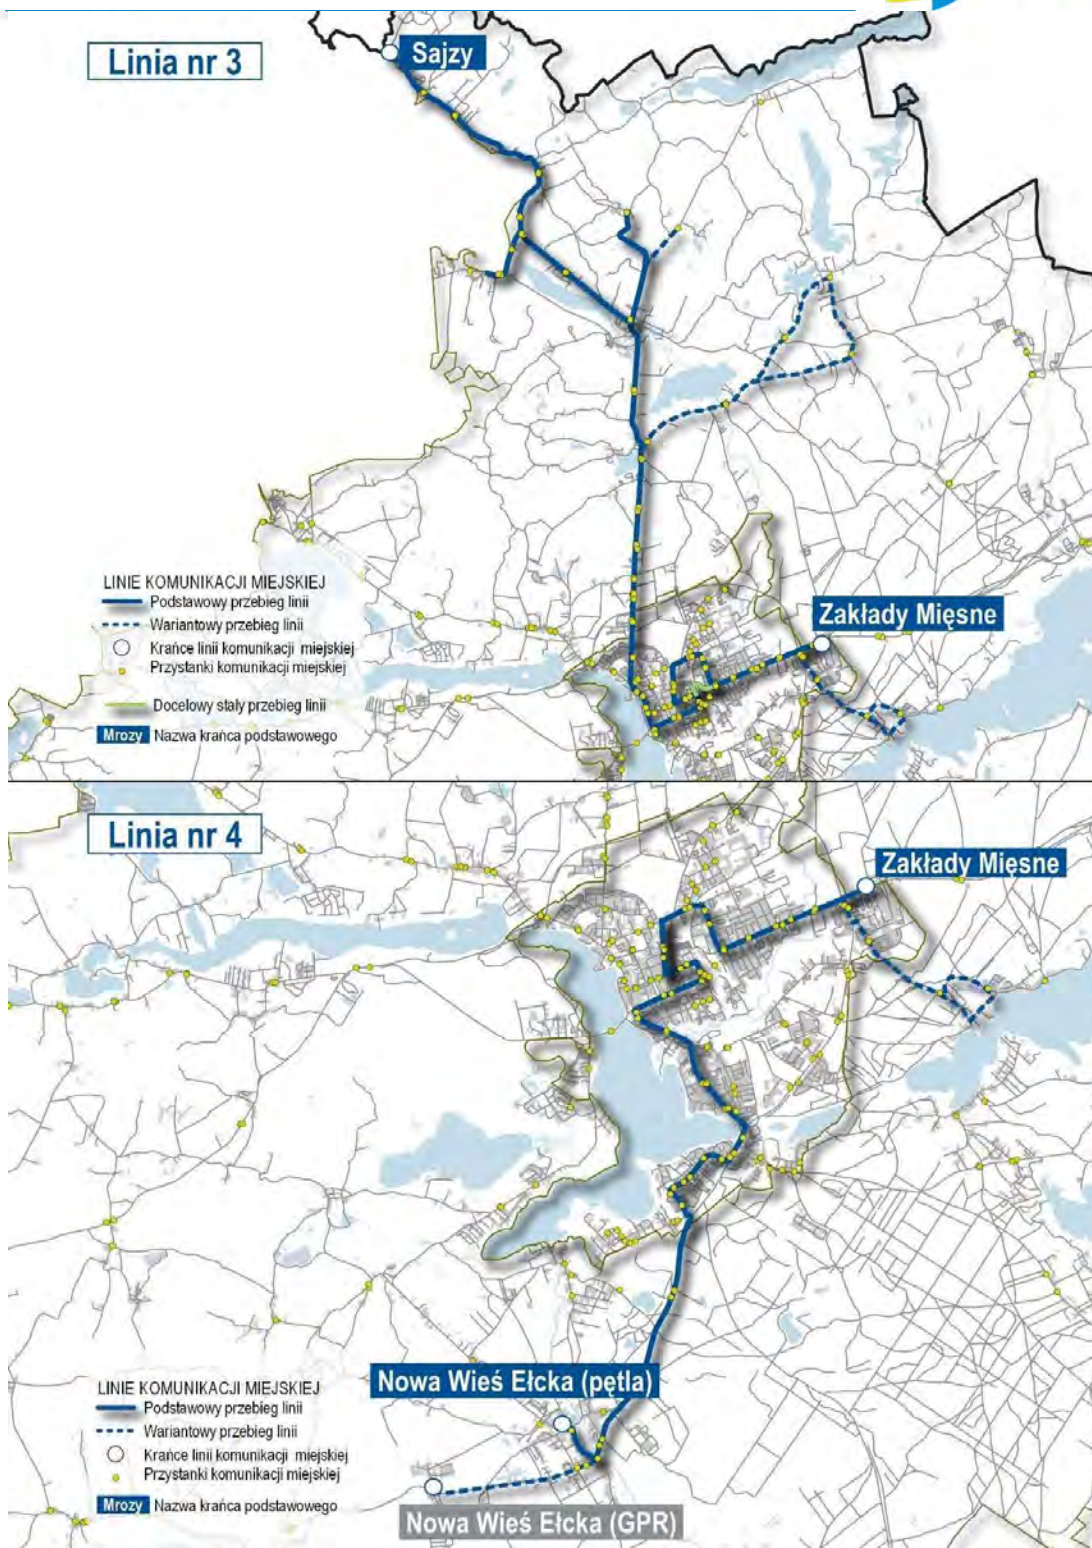 Linia nr 3
Sajzy
Zakłady Mięsne
LINIE KOMUNIKACJI MIEJSKIEJ
Podstawowy przebieg linii
Wariantowy przebieg linii
Krańce linii komunikacji miejskiej
Przystanki komunikacji miejskiej
Docelowy stały przebieg linii
Mrozy Nazwa krańca podstawowego
Linia nr 4
Zakłady Mięsne
Nowa Wieś Ełcka (pętla)
LINIE KOMUNIKACJI MIEJSKIEJ
Podstawowy przebieg linii
Wariantowy przebieg linii
Krańce linii komunikacji miejskiej
Przystanki komunikacji miejskiej
Mrozy Nazwa krańca podstawowego
Nowa Wieś Ełcka (GPR)